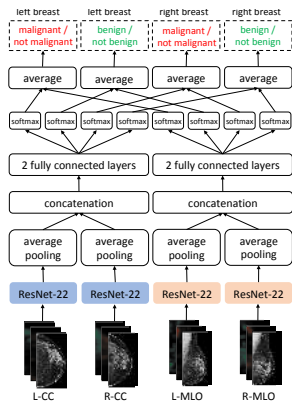 left breast left breast right breast right breast
malignant / benign / malignant / benign /
not malignant not benign not malignant not benign
average average average average
softmax softmax softmax softmax softmax softmax softmax softmax
2 fully connected layers 2 fully connected layers
concatenation concatenation
average average average average
pooling pooling pooling pooling
ResNet-22 ResNet-22 ResNet-22 ResNet-22
L-CC R-CC L-MLO R-MLO